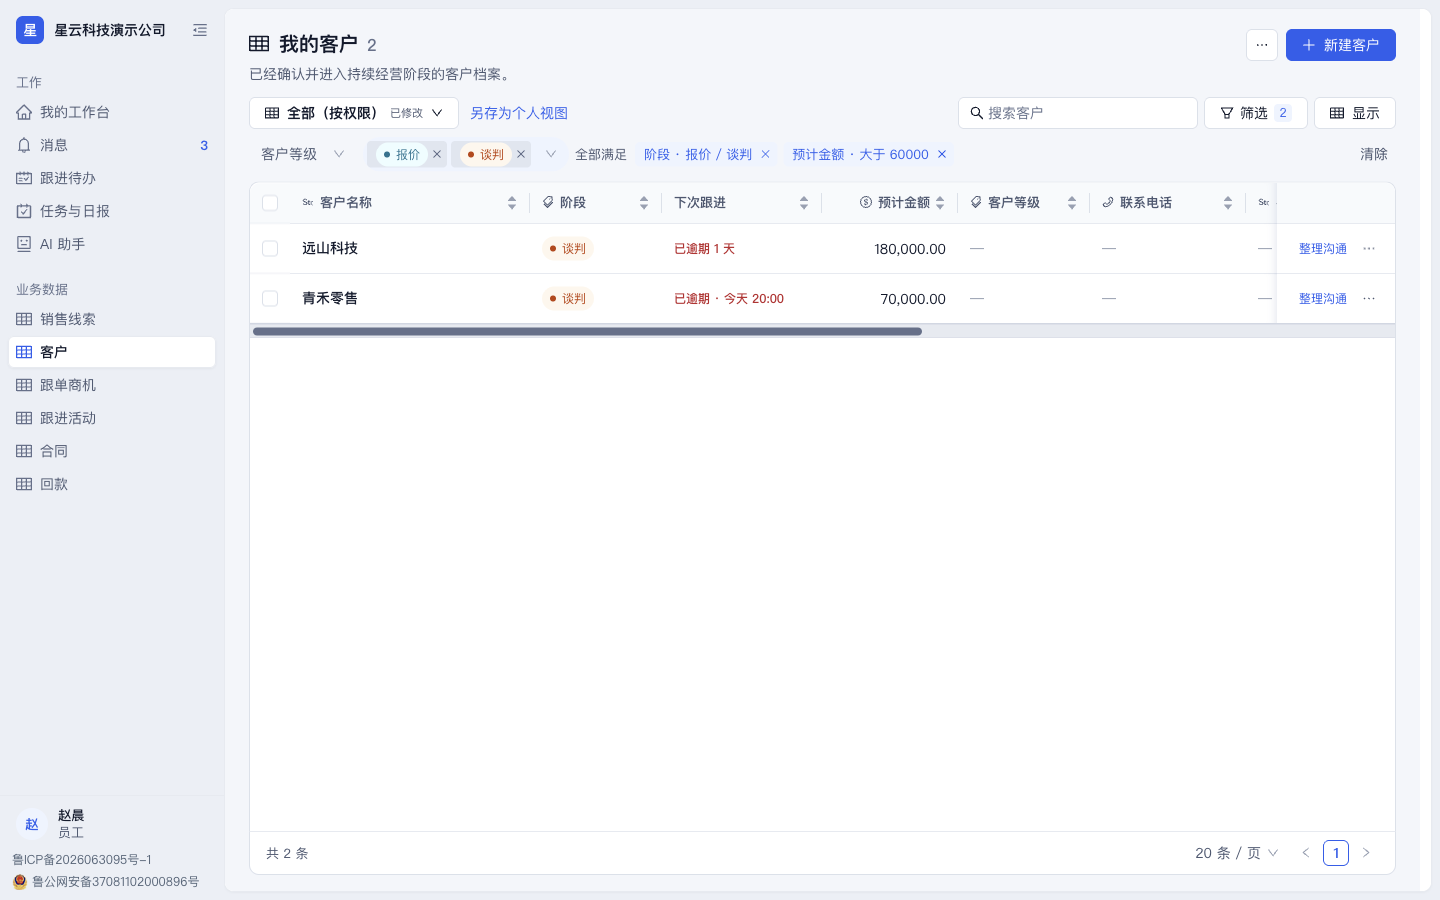 星 星云科技演示公司
工作
我的工作台
消息 3
跟进待办
任务与日报
AI 助手
业务数据
销售线索
客户
跟单商机
跟进活动
合同
回款
赵 赵晨
员工
鲁ICP备2026063095号-1
鲁公网安备37081102000896号
我的客户 2
··· + 新建客户
已经确认并进入持续经营阶段的客户档案。
全部（按权限） 已修改 另存为个人视图 搜索客户 筛选 2 显示
客户等级 报价 × 谈判 × 全部满足 阶段 · 报价 / 谈判 × 预计金额 · 大于 60000 × 清除
Str 客户名称 阶段 下次跟进 预计金额 客户等级 联系电话 Str
远山科技 谈判 已逾期 1 天 180,000.00 — — — 整理沟通 ···
青禾零售 谈判 已逾期 · 今天 20:00 70,000.00 — — — 整理沟通 ···
共 2 条 20 条 / 页 < 1 >